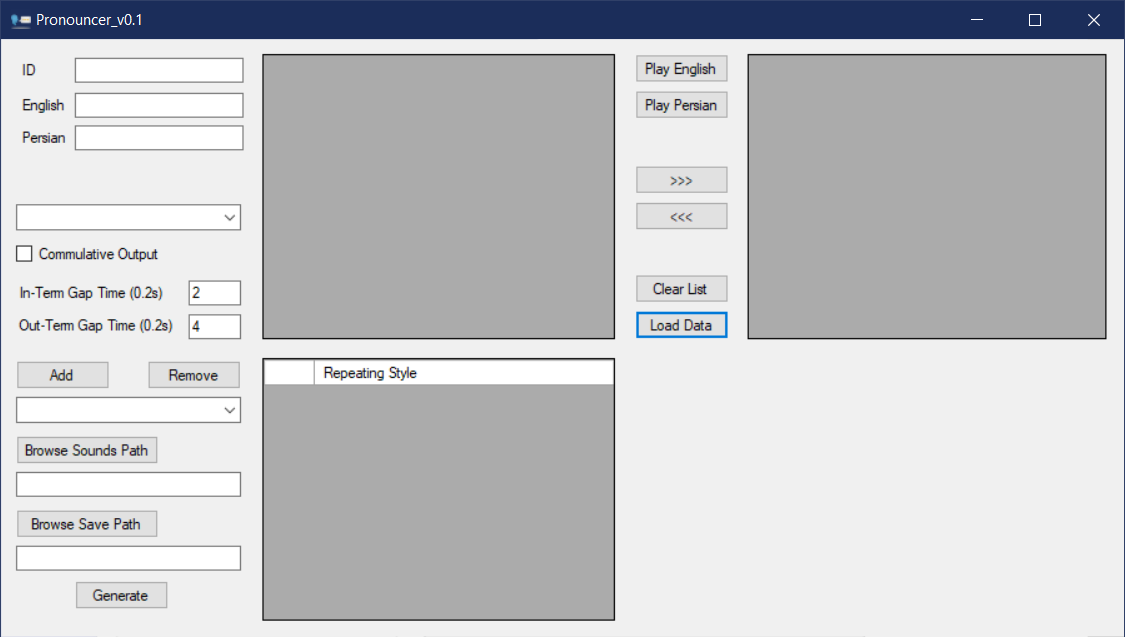 Pronouncer_v0.1
ID
English
Persian
Commulative Output
In-Term Gap Time (0.2s) 2
Out-Term Gap Time (0.2s) 4
Add Remove
Browse Sounds Path
Browse Save Path
Generate
Repeating Style
Play English
Play Persian
>>>
<<<
Clear List
Load Data